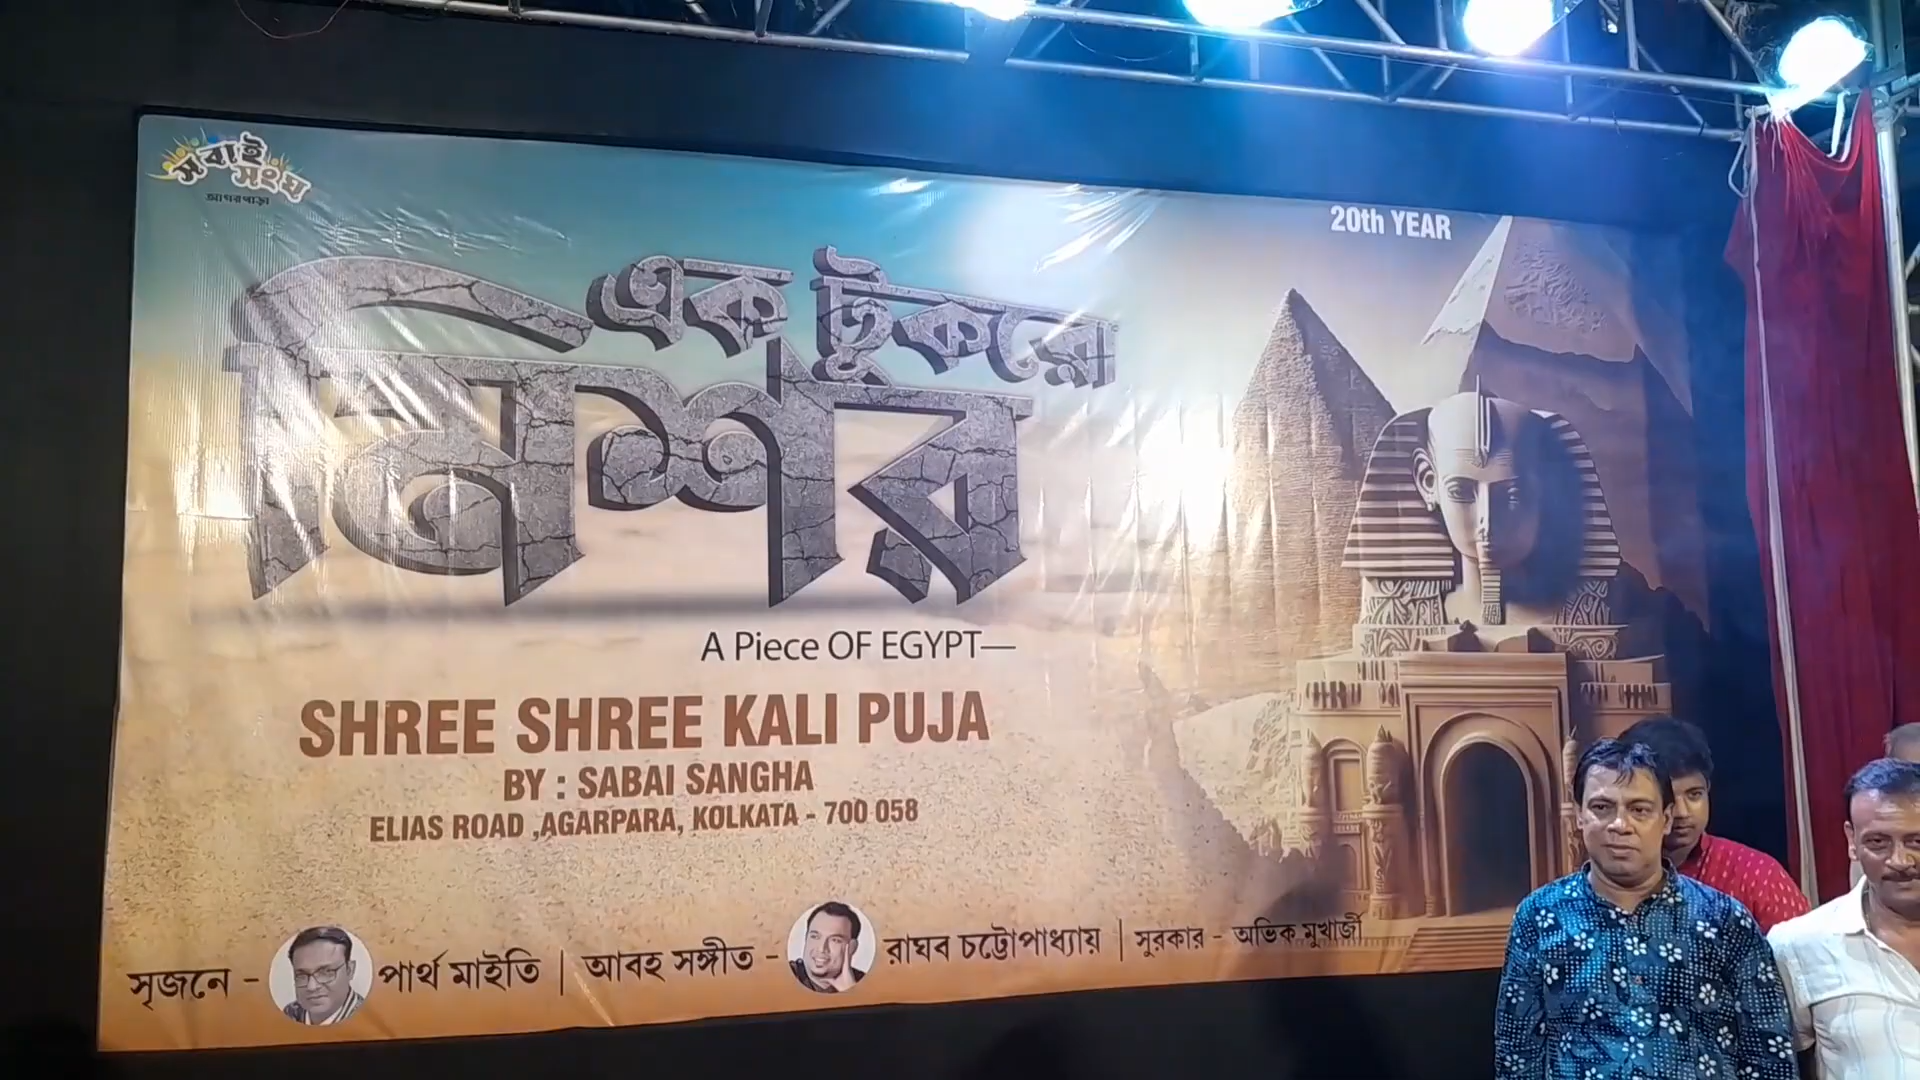 সবাই
সংঘ
আগরপাড়া
20th YEAR
এক টুকরো
মিশর
A Piece OF EGYPT—
SHREE SHREE KALI PUJA
BY : SABAI SANGHA
ELIAS ROAD ,AGARPARA, KOLKATA - 700 058
সৃজনে - পার্থ মাইতি | আবহ সঙ্গীত - রাঘব চট্টোপাধ্যায় | সুরকার - অভিক মুখার্জী